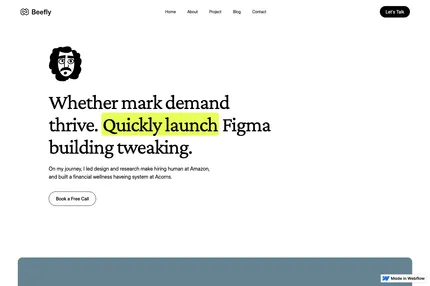 Beefly
Home About Project Blog Contact
Let's Talk
Whether mark demand
thrive. Quickly launch Figma
building tweaking.
On my journey, I led design and research make hiring human at Amazon,
and built a financial wellness haveing system at Acorns.
Book a Free Call
Made in Webflow